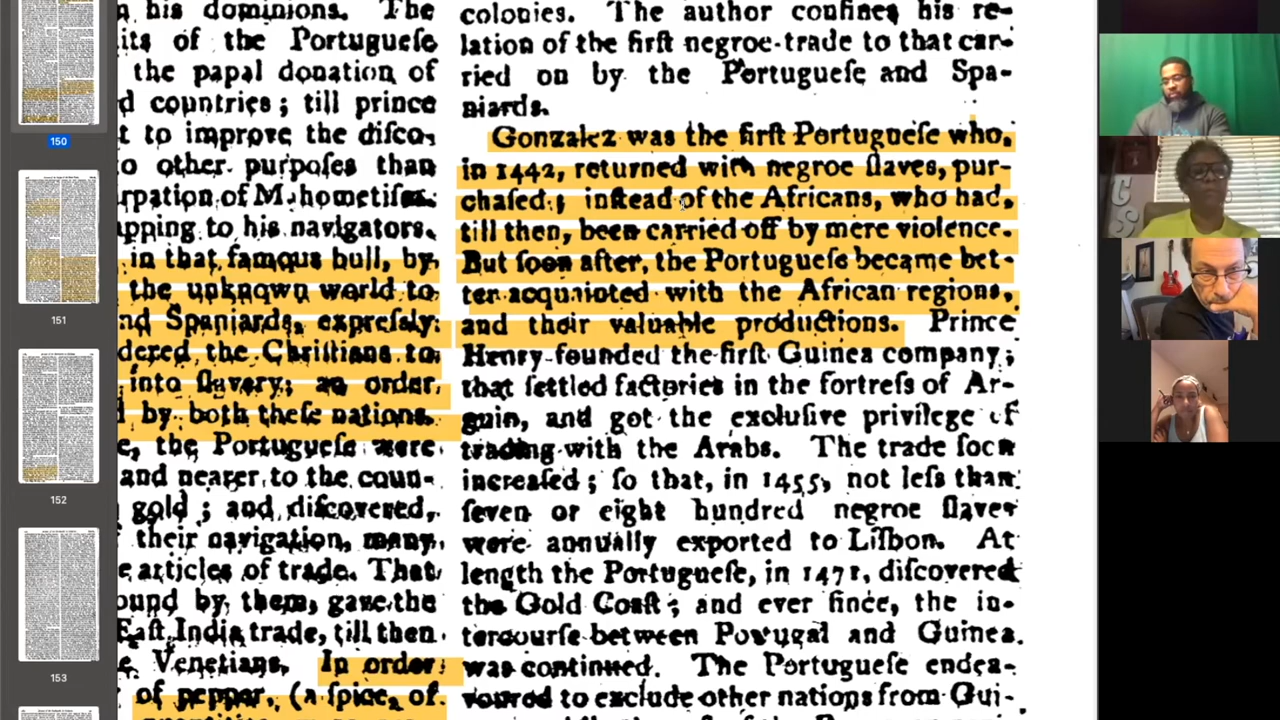 150
151
152
153
his dominions. The
its of the Portugueſe
the papal donation of
d countries; till prince
t to improve the diſco,
o other purpoſes than
rpation of M.hometiſm.
pping to his navigators.
in that famous bull, by
the unknown world to
nd Spaniards, expreſsly
dered the Chriſtians to
into ſlavery; an order
by both theſe nations.
e, the Portugueſe were
and nearer to the coun-
gold; and diſcovered,
their navigation, many
e articles of trade. That
ound by, them, gave the
Eaſt India trade, till then
e Venetians. In order
of pepper, (a ſpice, of
colonies. The author confines his re-
lation of the firſt negroe-trade to that car-
ried on by the Portugueſe and Spa-
niards.
Gonzalez was the firſt Portugueſe who,
in 1442, returned with negroe ſlaves, pur-
chaſed; inſtead of the Africans, who had,
till then, been carried off by mere violence.
But ſoon after, the Portugueſe became bet-
ter acquainted with the African regions,
and their valuable productions. Prince
Henry founded the firſt Guinea company;
that ſettled factories in the fortreſs of Ar-
guin, and got the excluſive privilege of
trading with the Arabs. The trade ſoon
increaſed; ſo that, in 1455, not leſs than
ſeven or eight hundred negroe ſlaves
were annually exported to Liſbon. At
length the Portugueſe, in 1471, diſcovered
the Gold Coaſt; and ever ſince, the in-
tercourſe between Portugal and Guinea
was continued. The Portugueſe endea-
voured to exclude other nations from Gui-